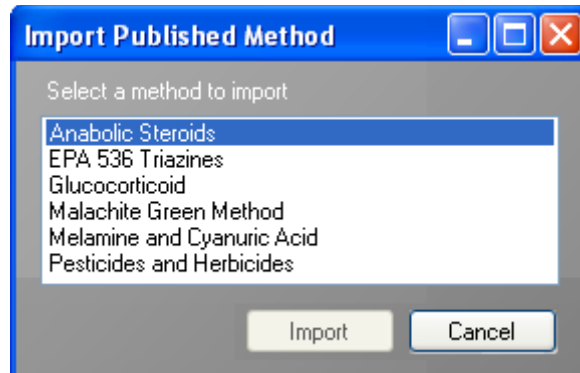 Import Published Method
Select a method to import
Anabolic Steroids
EPA 536 Triazines
Glucocorticoid
Malachite Green Method
Melamine and Cyanuric Acid
Pesticides and Herbicides
Import Cancel